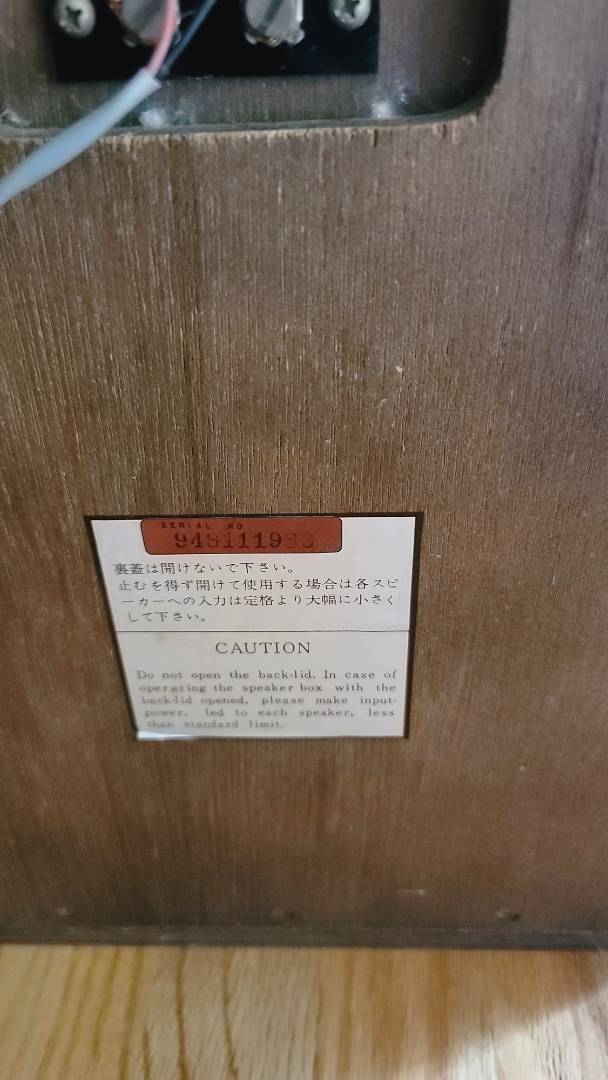 SERIAL NO
裏蓋は開けないで下さい。
止むを得ず開けて使用する場合は各スピ
ーカーへの入力は定格より大幅に小さく
して下さい。
CAUTION
Do not open the back-lid. In case of
operating the speaker box with the
back-lid opened, please make input-
power, led to each speaker, less
than standard limit.